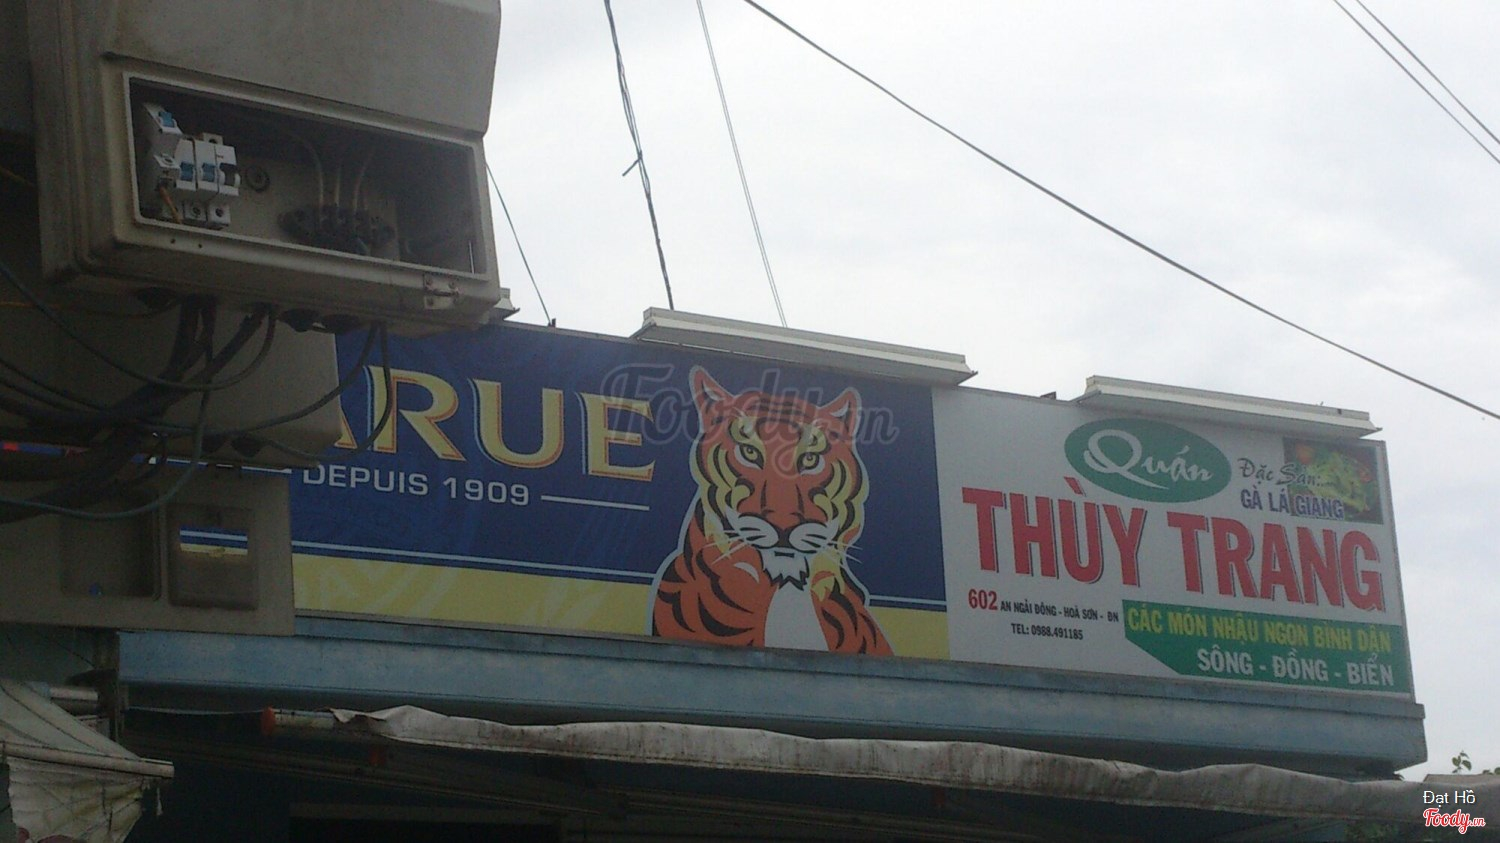 ARUE
DEPUIS 1909
Foody.vn
Quán
Đặc Sản:
GÀ LÁ GIANG
THÙY TRANG
602 AN NGÃI ĐÔNG - HOÀ SƠN - ĐN
TEL: 0988.491185
CÁC MÓN NHẬU NGON BÌNH DÂN
SÔNG - ĐỒNG - BIỂN
Đạt Hồ
Foody.vn